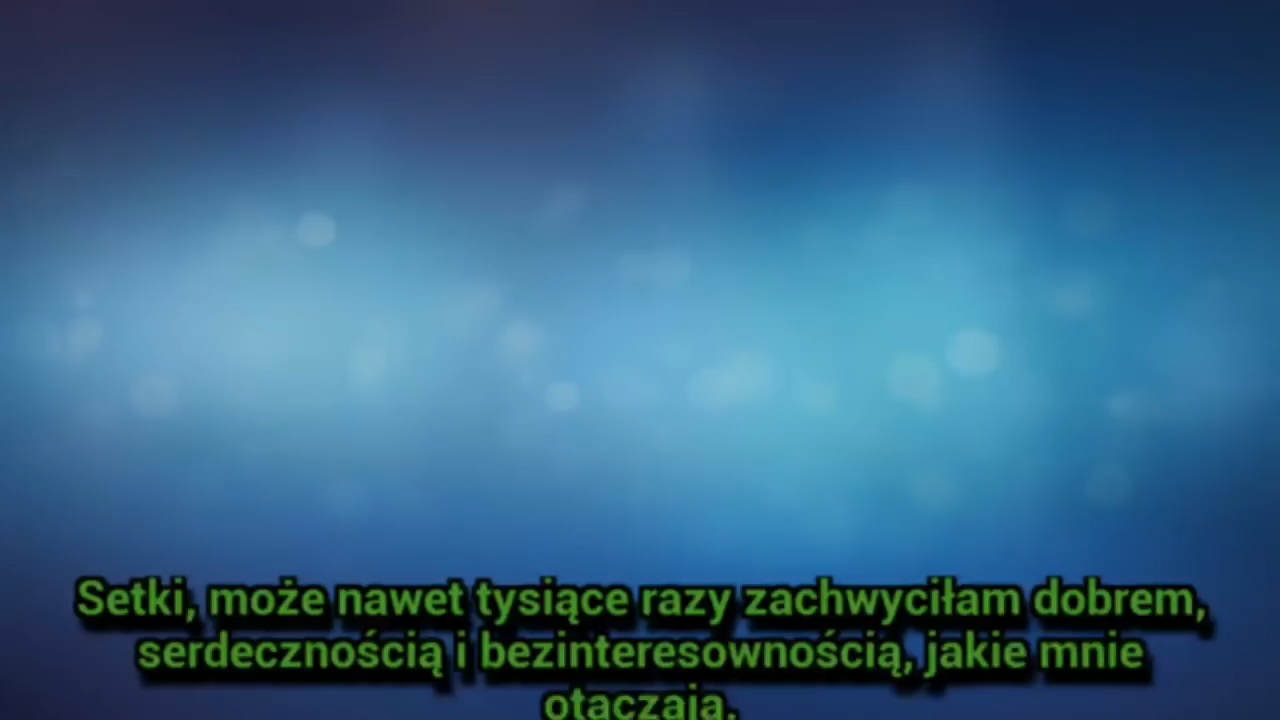 Setki, może nawet tysiące razy zachwyciłam dobrem,
serdecznością i bezinteresownością, jakie mnie
otaczają.